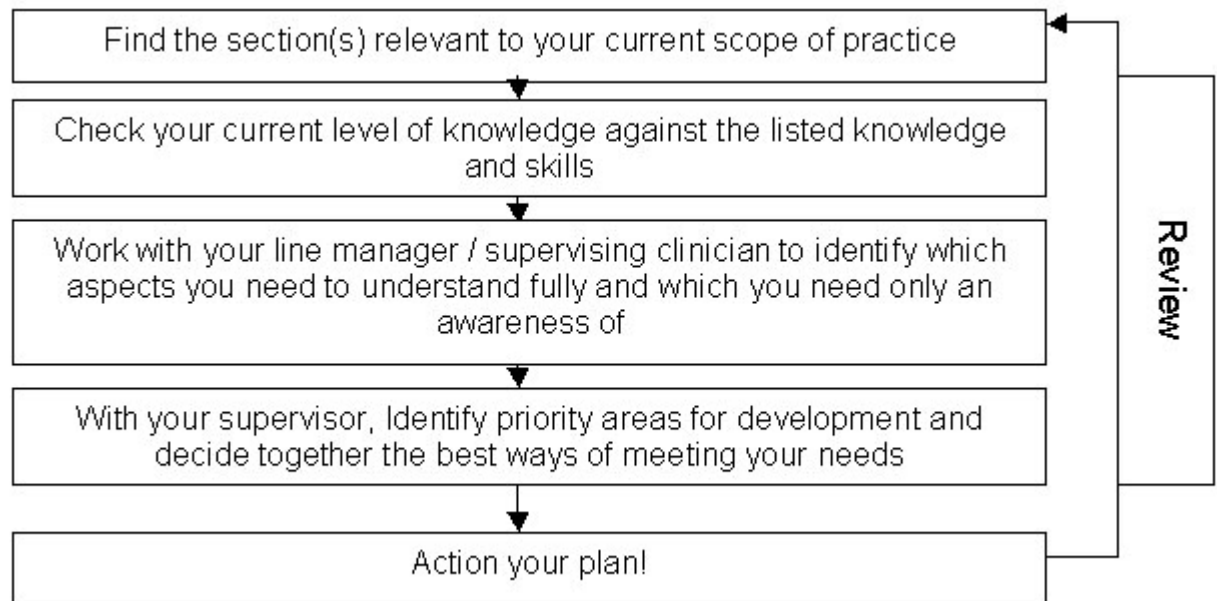 Find the section(s) relevant to your current scope of practice
Check your current level of knowledge against the listed knowledge
and skills
Work with your line manager / supervising clinician to identify which
aspects you need to understand fully and which you need only an
awareness of
With your supervisor, Identify priority areas for development and
decide together the best ways of meeting your needs
Action your plan!
Review